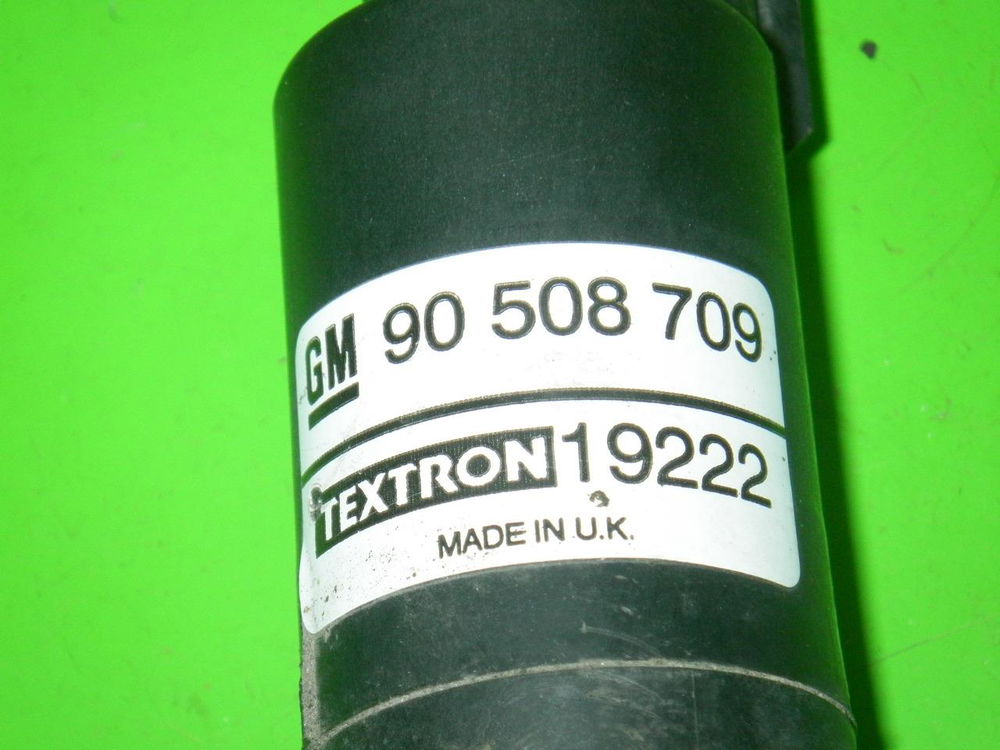 GM 90 508 709
TEXTRON 19222
MADE IN U.K.